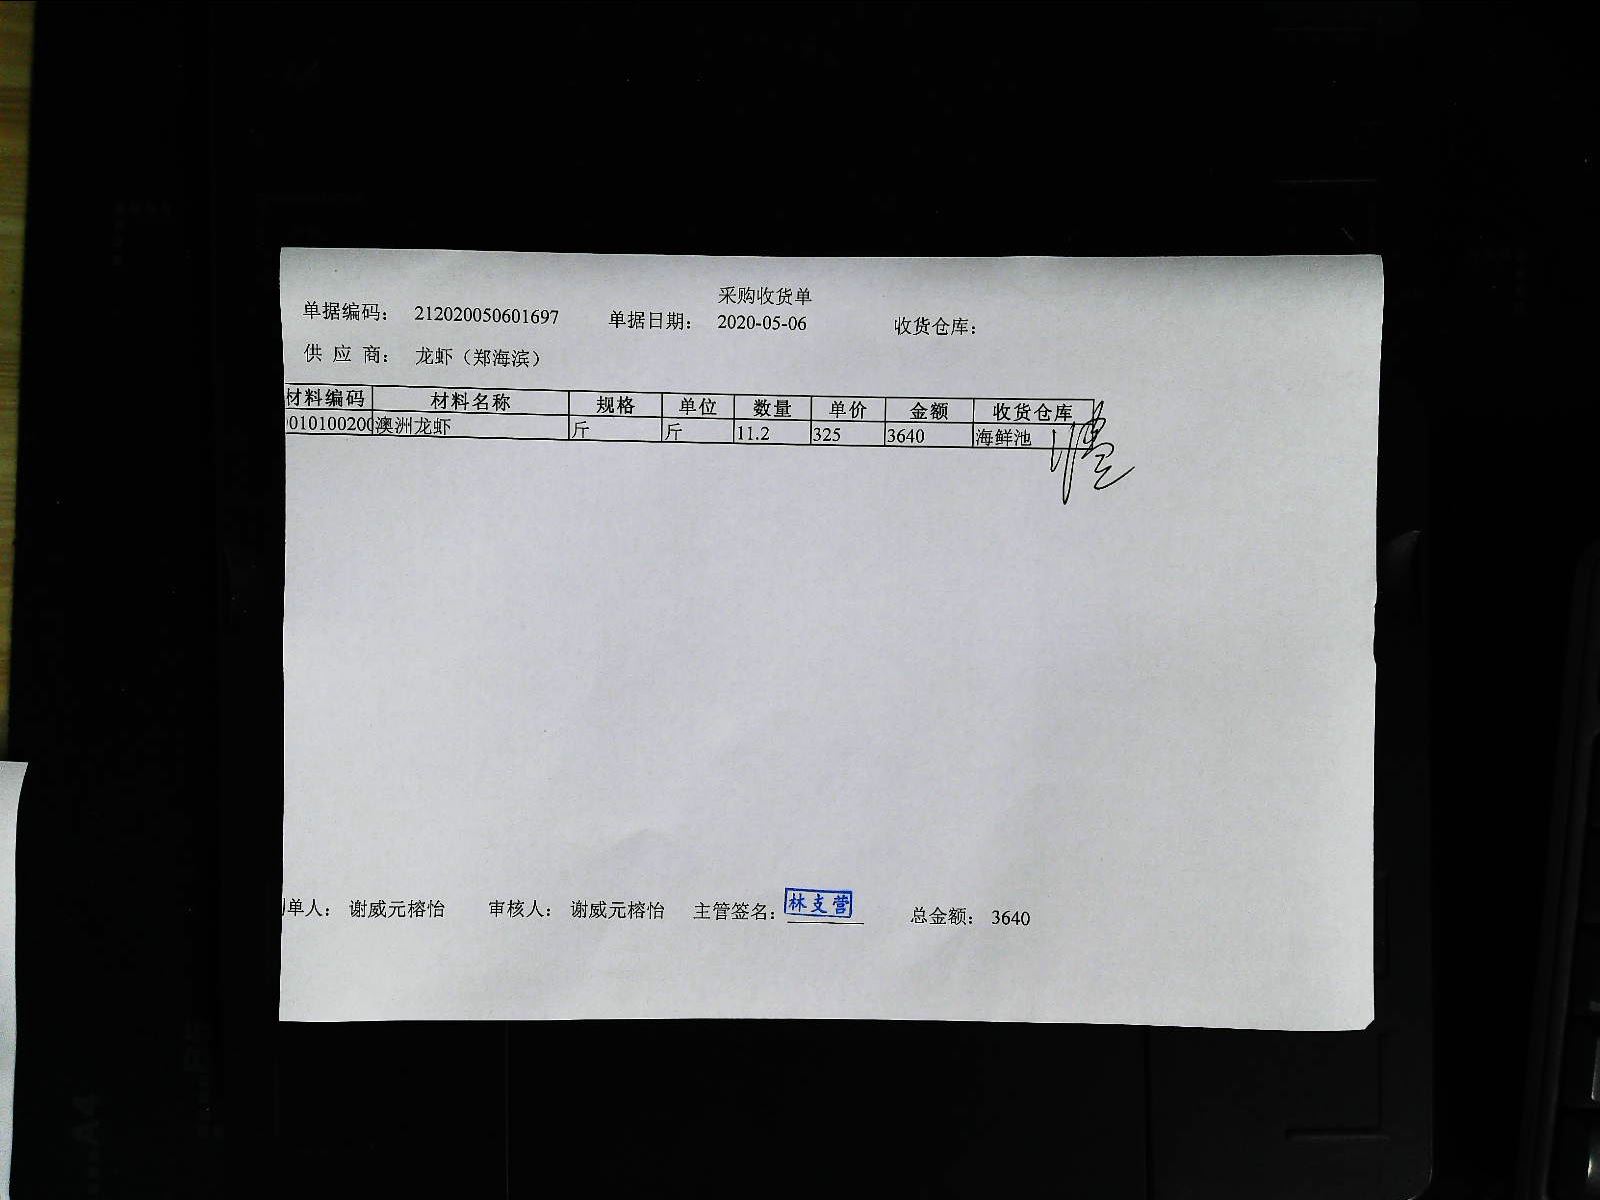 采购收货单
单据编码： 212020050601697 单据日期： 2020-05-06 收货仓库：
供 应 商： 龙虾（郑海滨）
材料编码 材料名称 规格 单位 数量 单价 金额 收货仓库
010100200 澳洲龙虾 斤 斤 11.2 325 3640 海鲜池
单人： 谢威元榕怡 审核人： 谢威元榕怡 主管签名： 林支营 总金额： 3640